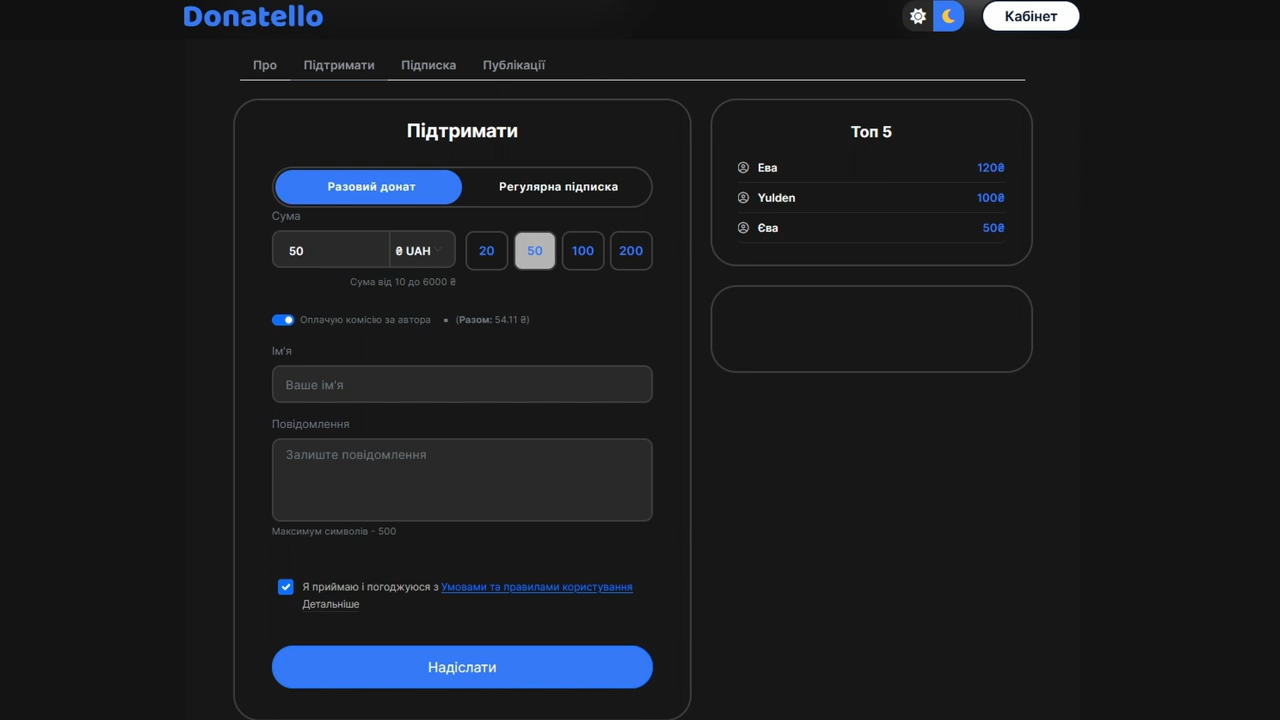 Donatello
Кабінет
Про Підтримати Підписка Публікації
Підтримати
Разовий донат Регулярна підписка
Сума
50 ₴ UAH 20 50 100 200
Сума від 10 до 6000 ₴
Оплачую комісію за автора • (Разом: 54.11 ₴)
Ім'я
Ваше ім'я
Повідомлення
Залиште повідомлення
Максимум символів - 500
Я приймаю і погоджуюся з Умовами та правилами користування
Детальніше
Надіслати
Топ 5
Ева 120₴
Yulden 100₴
Єва 50₴